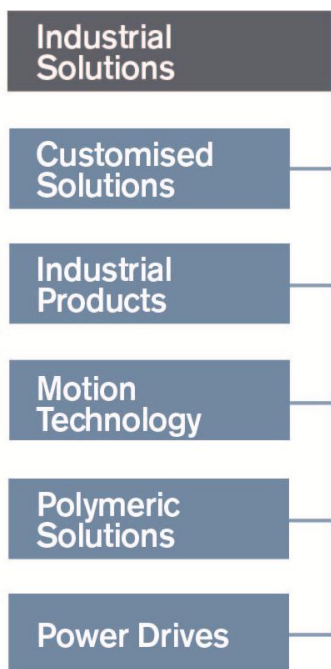 Industrial
Solutions
Customised
Solutions
Industrial
Products
Motion
Technology
Polymeric
Solutions
Power Drives